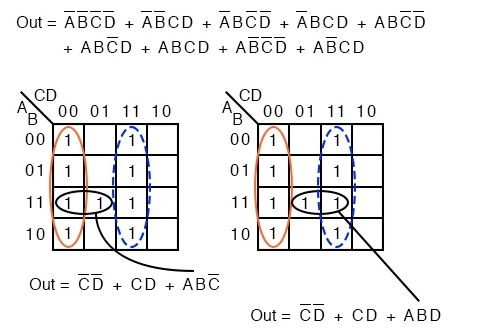 Out = A̅B̅C̅D̅ + A̅B̅CD + A̅BC̅D̅ + A̅BCD + ABC̅D̅
+ ABC̅D + ABCD + AB̅C̅D̅ + AB̅CD
CD
A
B
00 01 11 10
00 1 1
01 1 1
11 1 1 1
10 1 1
Out = C̅D̅ + CD + ABC̅
CD
A
B
00 01 11 10
00 1 1
01 1 1
11 1 1 1
10 1 1
Out = C̅D̅ + CD + ABD